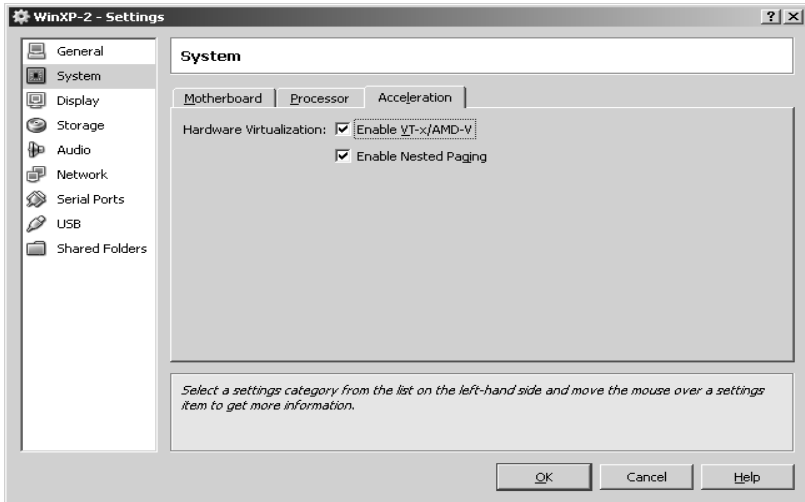 WinXP-2 - Settings
General
System
Display
Storage
Audio
Network
Serial Ports
USB
Shared Folders
System
Motherboard Processor Acceleration
Hardware Virtualization: Enable VT-x/AMD-V
Enable Nested Paging
Select a settings category from the list on the left-hand side and move the mouse over a settings
item to get more information.
OK Cancel Help